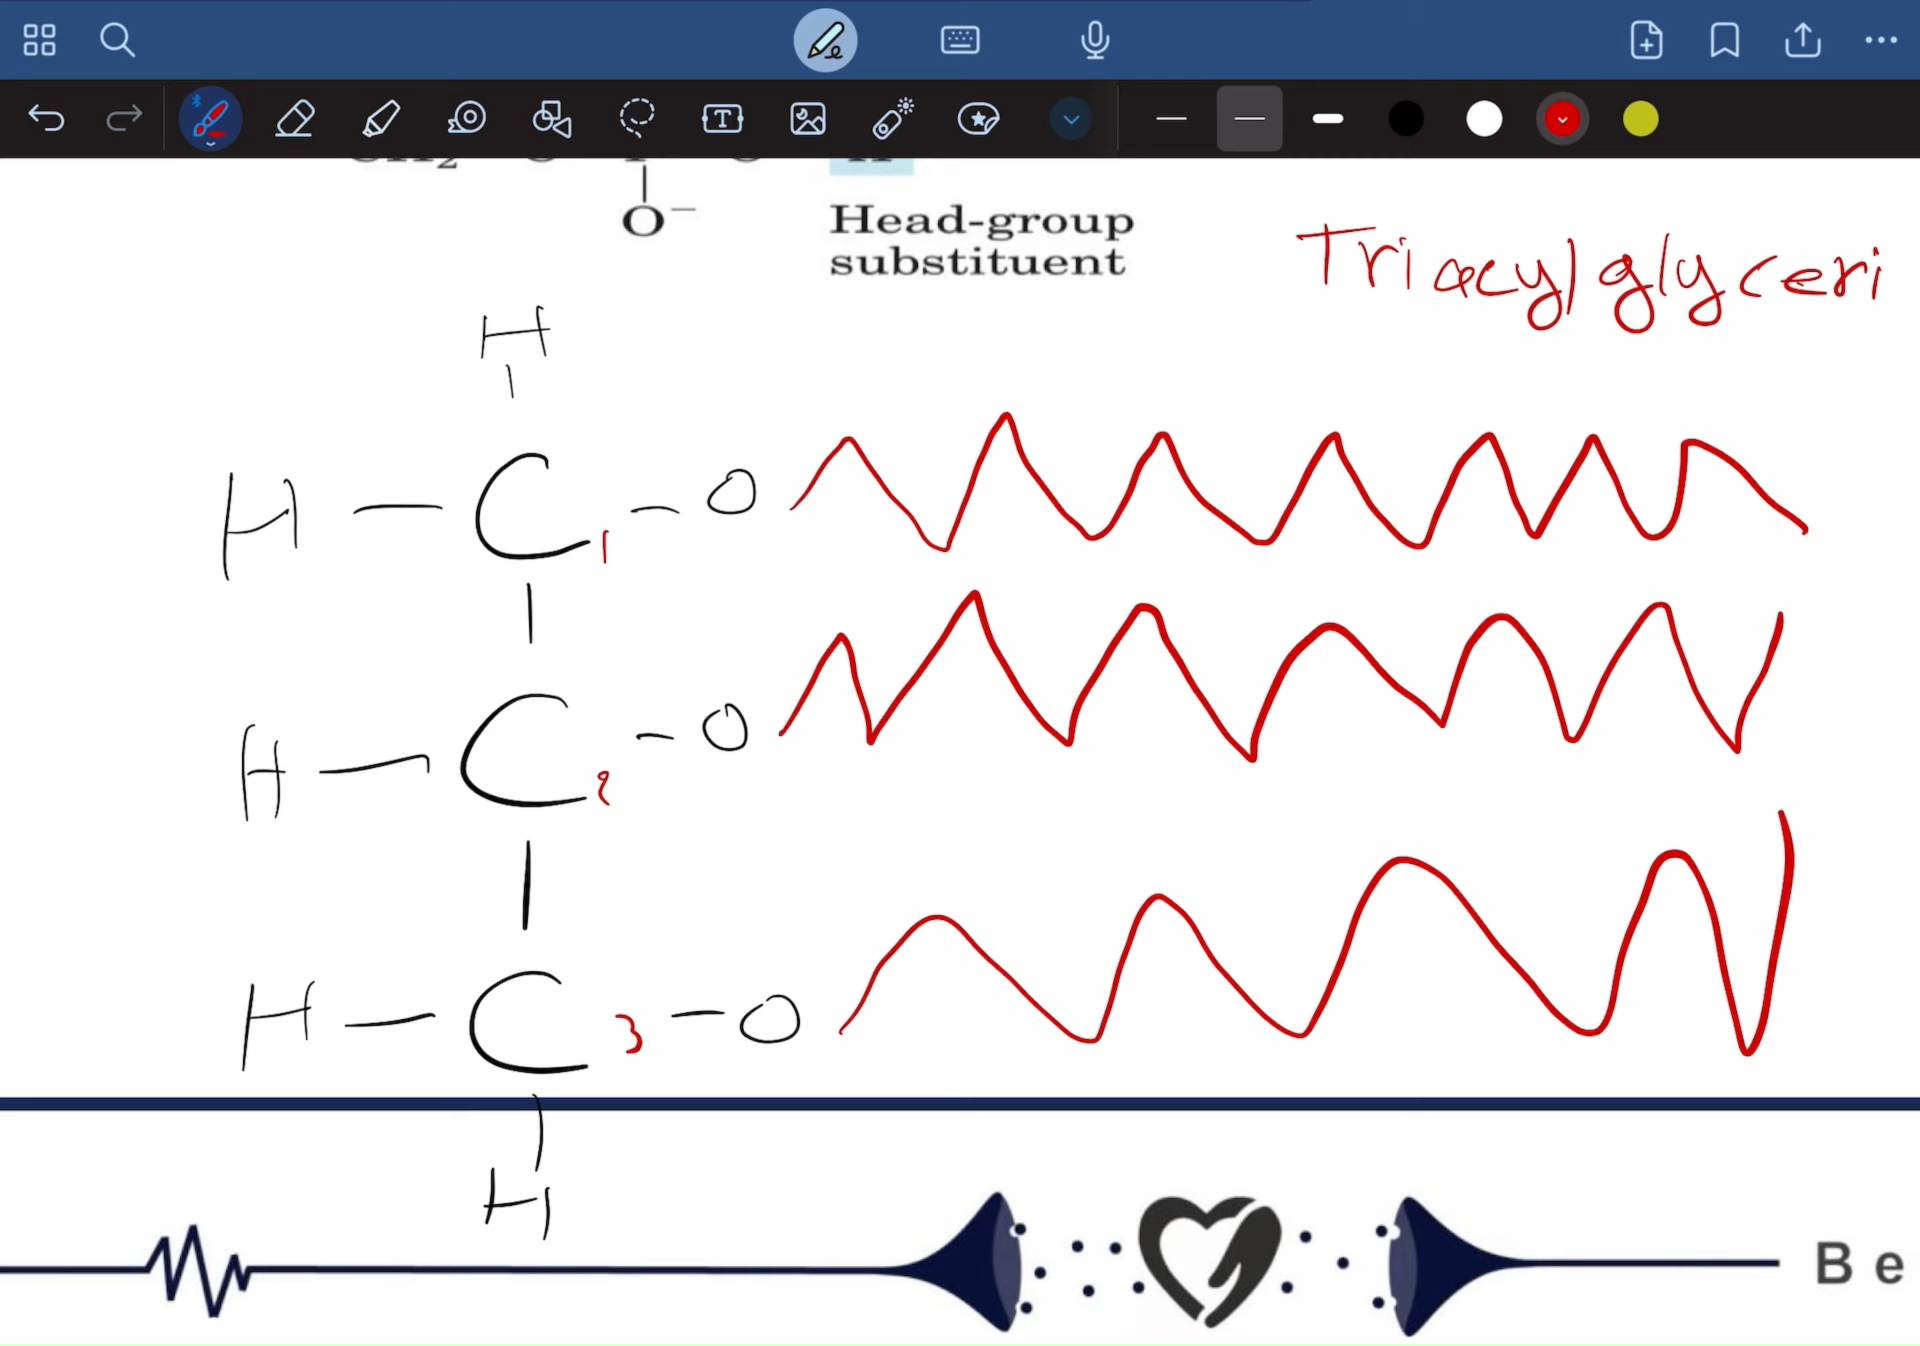 O⁻
Head-group
substituent
Triacylglyceri
H
H — C₁ - O
H — C₂ - O
H — C₃ - O
H
Be